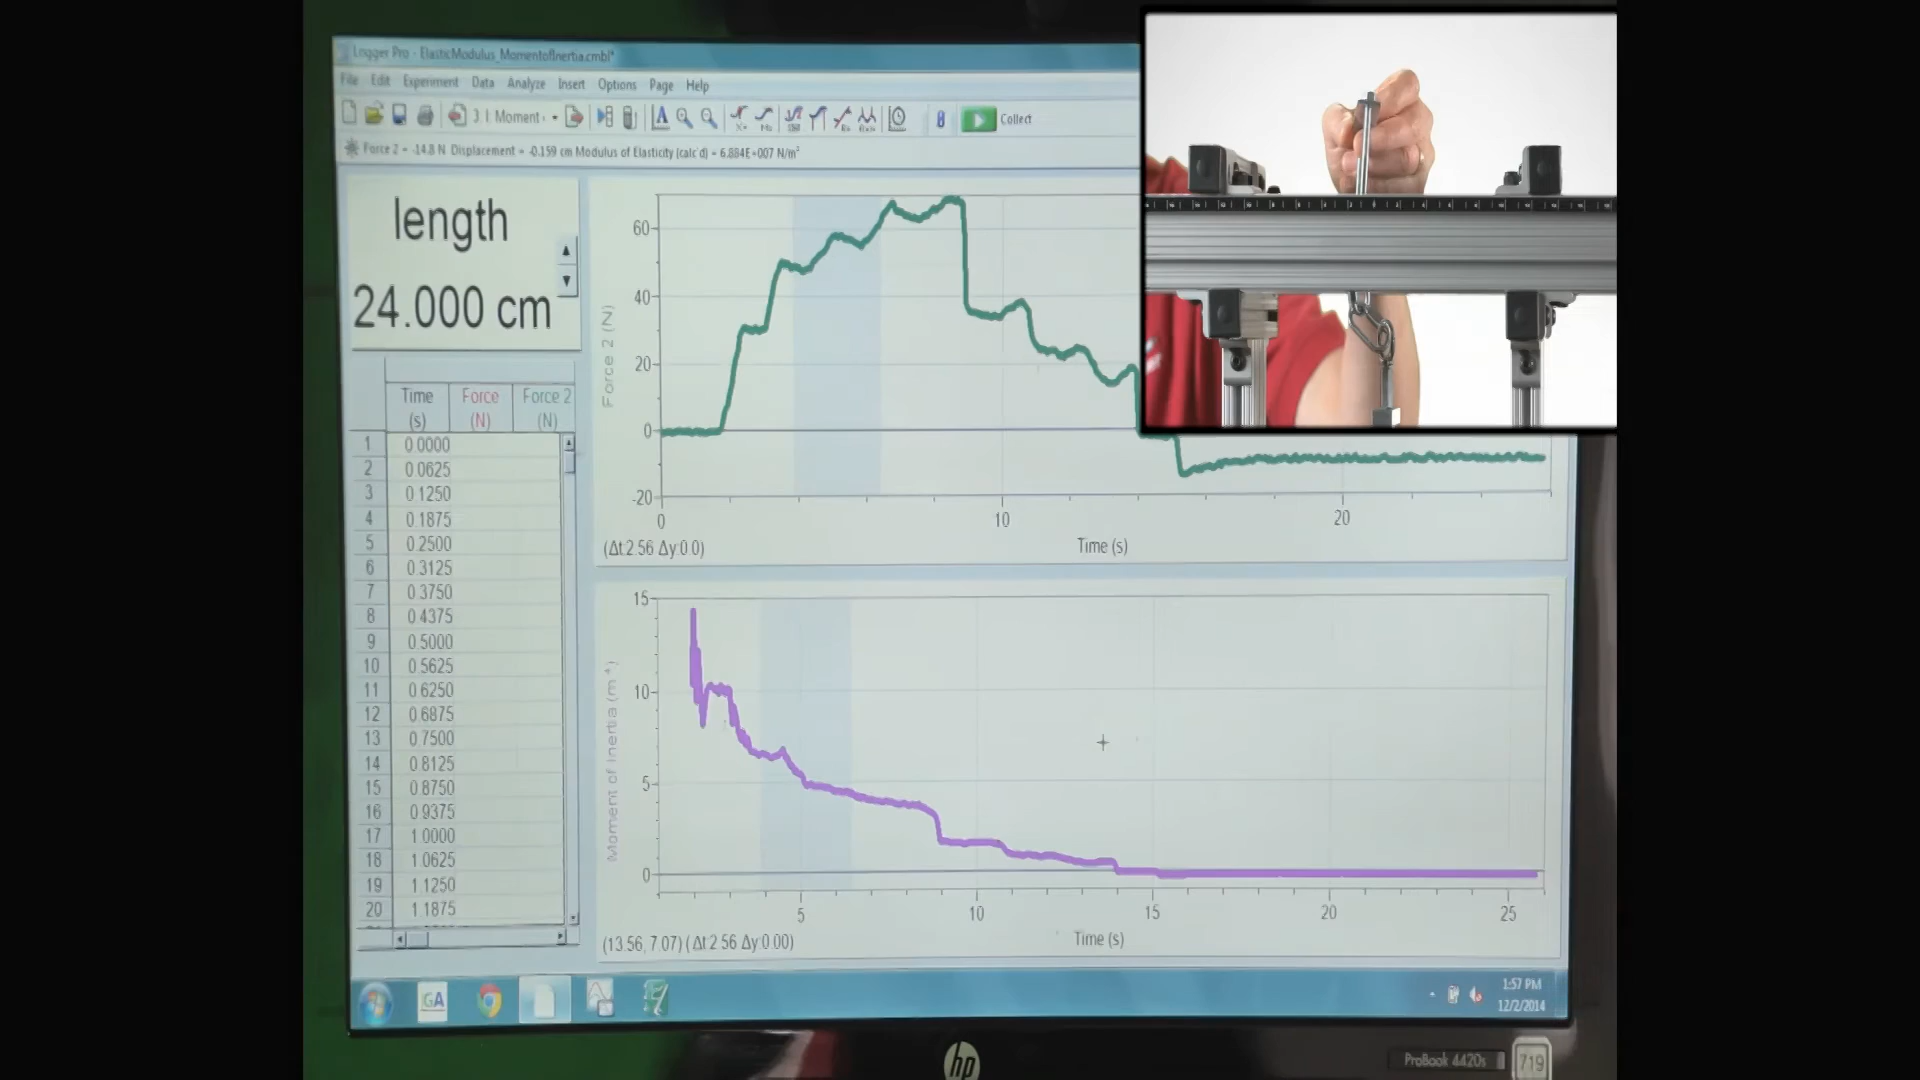 Logger Pro - ElasticModulus_MomentofInertia.cmbl*
File Edit Experiment Data Analyze Insert Options Page Help
3: I: Moment
Collect
Force 2 = -14.8 N Displacement = -0.159 cm Modulus of Elasticity (calc'd) = 6.884E+007 N/m²
length
24.000 cm
Time (s) Force (N) Force 2 (N)
1 0.0000
2 0.0625
3 0.1250
4 0.1875
5 0.2500
6 0.3125
7 0.3750
8 0.4375
9 0.5000
10 0.5625
11 0.6250
12 0.6875
13 0.7500
14 0.8125
15 0.8750
16 0.9375
17 1.0000
18 1.0625
19 1.1250
20 1.1875
Force 2 (N)
60
40
20
0
-20
0 10 20
(Δt:2.56 Δy:0.0)
Time (s)
Moment of Inertia (m^4)
15
10
5
0
5 10 15 20 25
(13.56, 7.07) (Δt:2.56 Δy:0.00)
Time (s)
GA
1:57 PM
12/2/2014
hp
ProBook 4420s
719